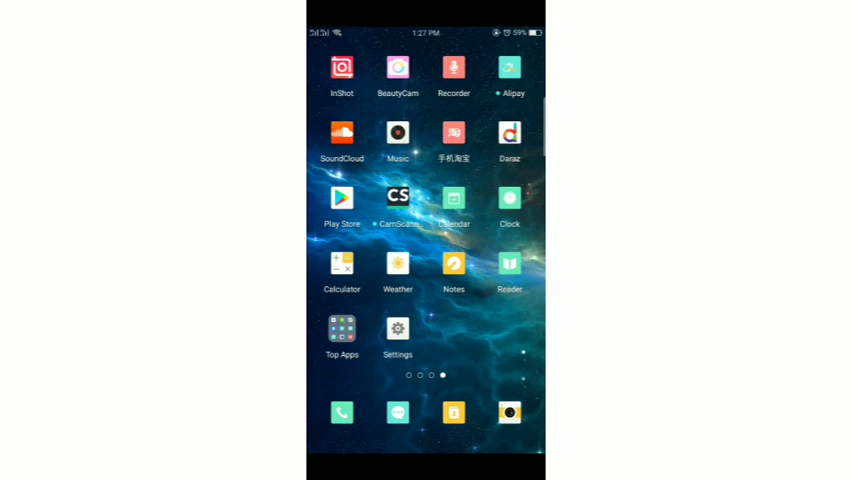 1:27 PM
59%
InShot
BeautyCam
Recorder
Alipay
SoundCloud
Music
手机淘宝
Daraz
Play Store
CS
CamScann
Calendar
Clock
Calculator
Weather
Notes
Reader
Top Apps
Settings